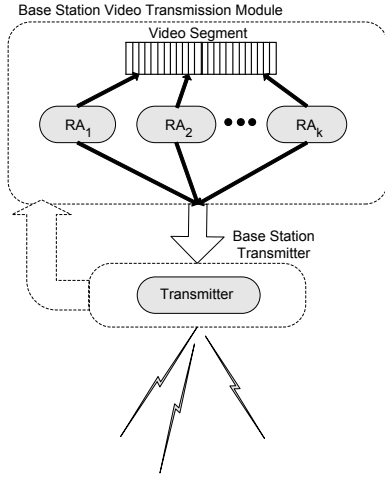 Base Station Video Transmission Module
Video Segment
RA1
RA2
RAk
Base Station
Transmitter
Transmitter